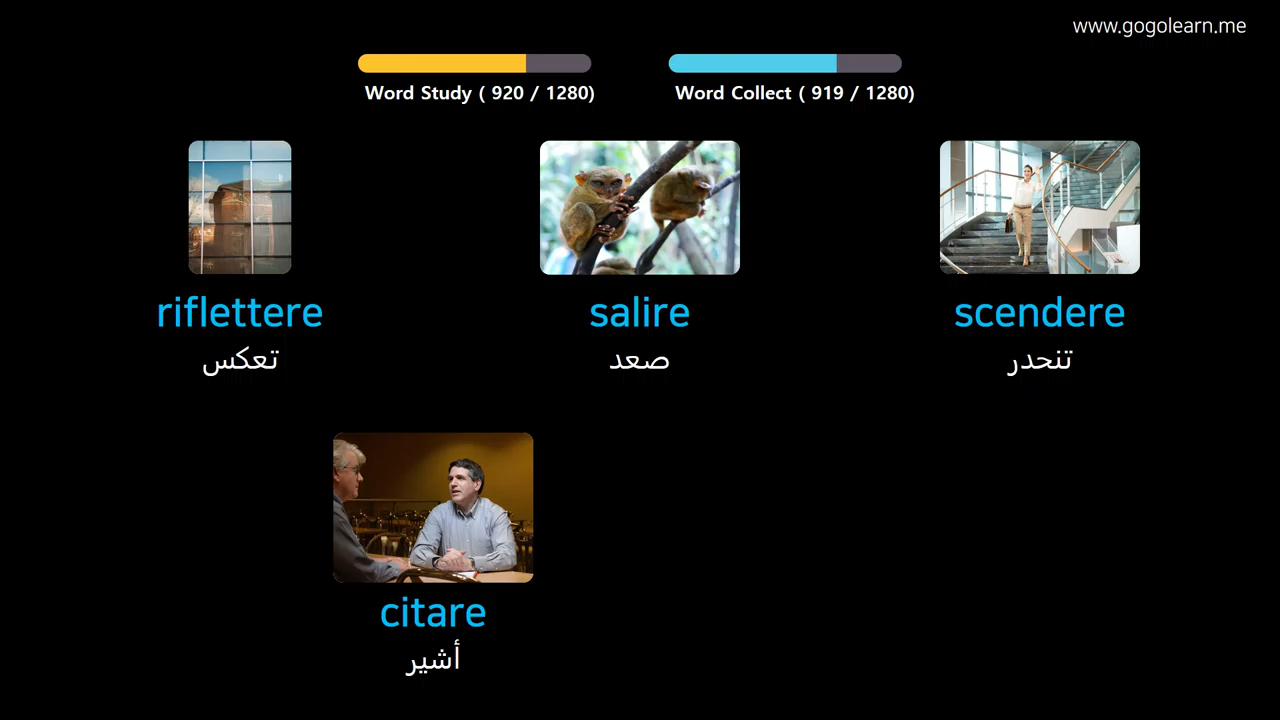 www.gogolearn.me
Word Study ( 920 / 1280)
Word Collect ( 919 / 1280)
riflettere
تعكس
salire
صعد
scendere
تنحدر
citare
أشير